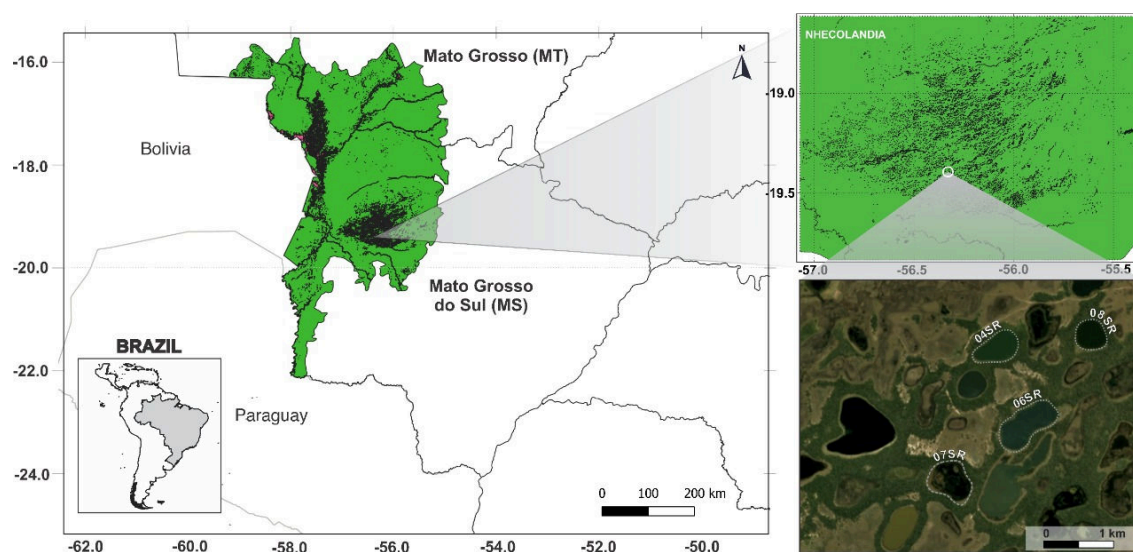 -16.0
-18.0
-20.0
-22.0
-24.0
-62.0
-60.0
-58.0
-56.0
-54.0
-52.0
-50.0
Mato Grosso (MT)
Bolivia
Mato Grosso
do Sul (MS)
BRAZIL
Paraguay
N
0 100 200 km
NHECOLANDIA
-19.0
-19.5
-57.0
-56.5
-56.0
-55.5
04SR
08SR
06SR
07SR
0 1 km